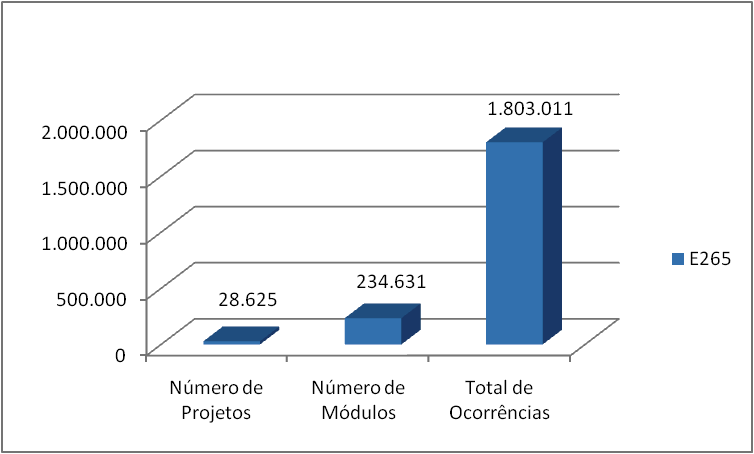 1.803.011
2.000.000
1.500.000
1.000.000
500.000
0
234.631
28.625
E265
Número de
Projetos
Número de
Módulos
Total de
Ocorrências